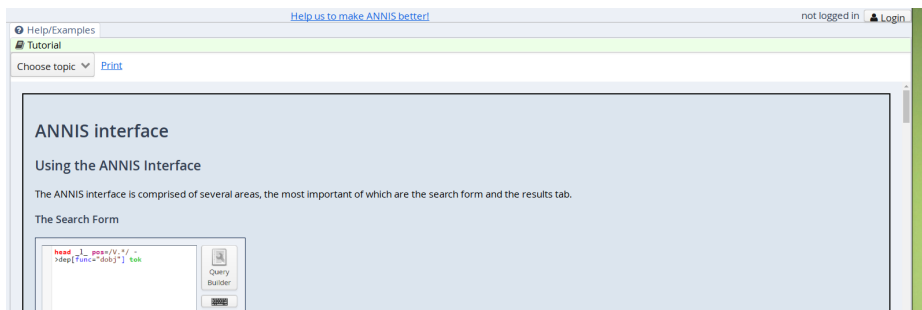 Help us to make ANNIS better!
not logged in Login
Help/Examples
Tutorial
Choose topic Print
ANNIS interface
Using the ANNIS Interface
The ANNIS interface is comprised of several areas, the most important of which are the search form and the results tab.
The Search Form
head _l_ pos=/V.*/ -
>dep[func="dobj"] tok
Query
Builder